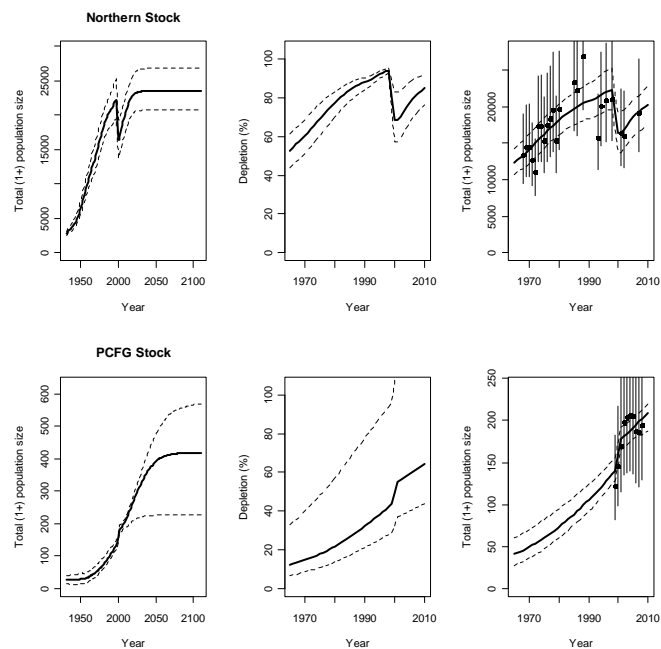 Northern Stock
Total (1+) population size
0 5000 15000 25000
1950 2000 2050 2100
Year
Depletion (%)
0 20 40 60 80 100
1970 1990 2010
Year
Total (1+) population size
0 10000 20000
1970 1990 2010
Year
PCFG Stock
Total (1+) population size
0 100 200 300 400 500 600
1950 2000 2050 2100
Year
Depletion (%)
0 20 40 60 80 100
1970 1990 2010
Year
Total (1+) population size
0 50 100 150 200 250
1970 1990 2010
Year